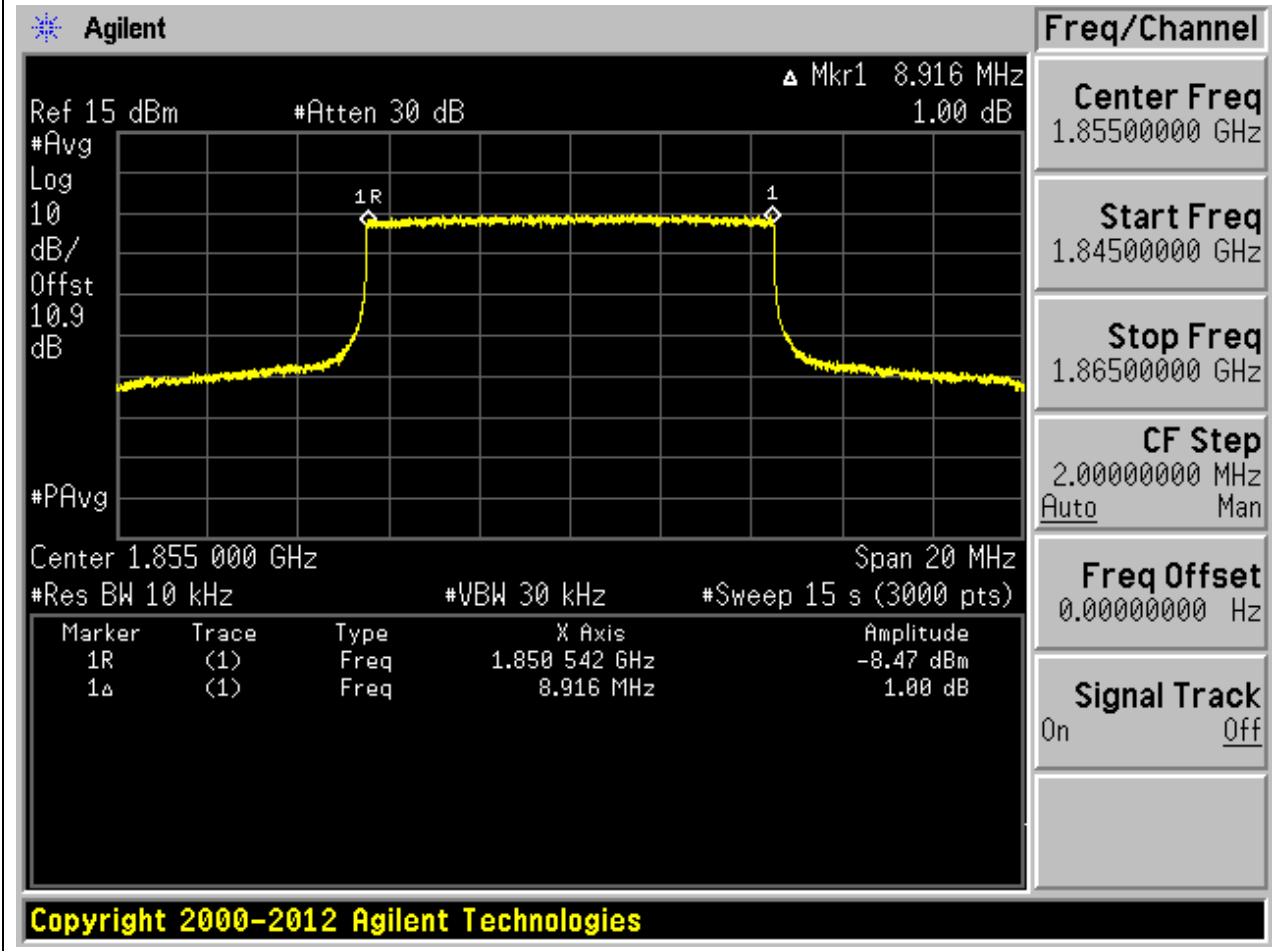 Agilent
Freq/Channel
Δ Mkr1 8.916 MHz
Ref 15 dBm #Atten 30 dB 1.00 dB
#Avg
Log
10
dB/
Offst
10.9
dB
#PAvg
1R
1
Center 1.855 000 GHz Span 20 MHz
#Res BW 10 kHz #VBW 30 kHz #Sweep 15 s (3000 pts)
Marker Trace Type X Axis Amplitude
1R (1) Freq 1.850 542 GHz -8.47 dBm
1Δ (1) Freq 8.916 MHz 1.00 dB
Center Freq
1.85500000 GHz
Start Freq
1.84500000 GHz
Stop Freq
1.86500000 GHz
CF Step
2.00000000 MHz
Auto Man
Freq Offset
0.00000000 Hz
Signal Track
On Off
Copyright 2000-2012 Agilent Technologies